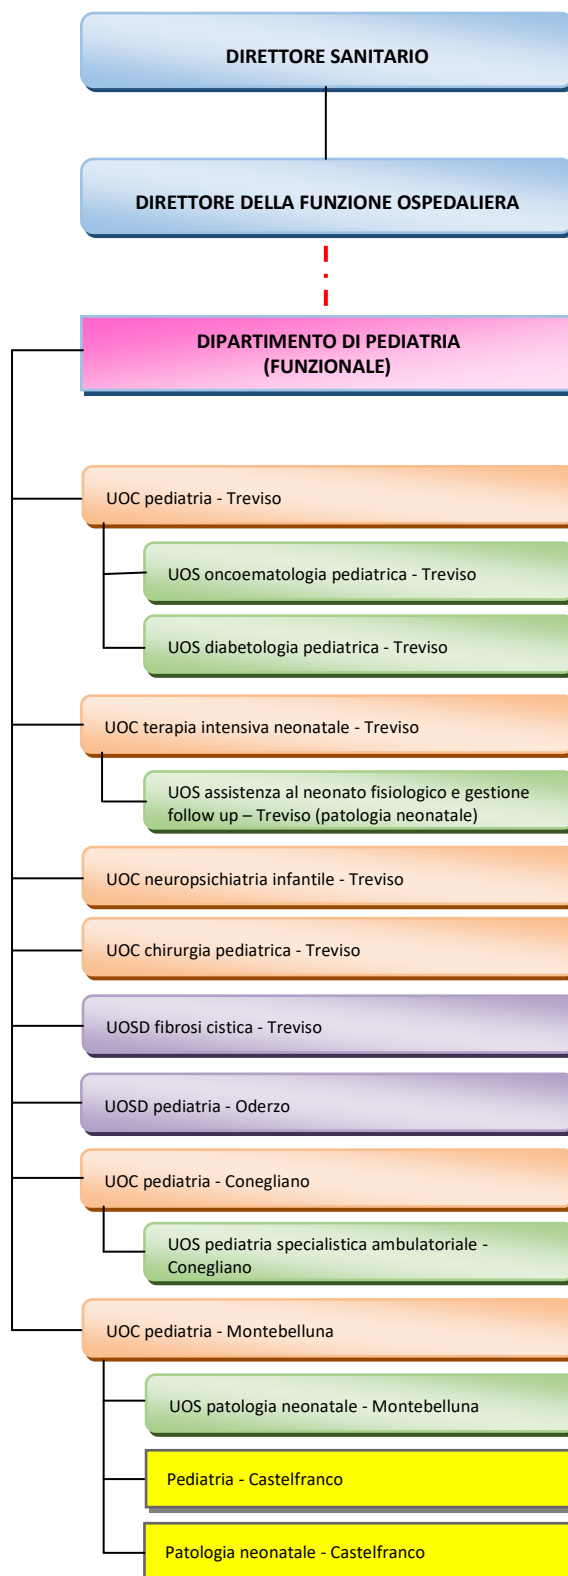 DIRETTORE SANITARIO
DIRETTORE DELLA FUNZIONE OSPEDALIERA
DIPARTIMENTO DI PEDIATRIA
(FUNZIONALE)
UOC pediatria - Treviso
UOS oncoematologia pediatrica - Treviso
UOS diabetologia pediatrica - Treviso
UOC terapia intensiva neonatale - Treviso
UOS assistenza al neonato fisiologico e gestione
follow up – Treviso (patologia neonatale)
UOC neuropsichiatria infantile - Treviso
UOC chirurgia pediatrica - Treviso
UOSD fibrosi cistica - Treviso
UOSD pediatria - Oderzo
UOC pediatria - Conegliano
UOS pediatria specialistica ambulatoriale -
Conegliano
UOC pediatria - Montebelluna
UOS patologia neonatale - Montebelluna
Pediatria - Castelfranco
Patologia neonatale - Castelfranco